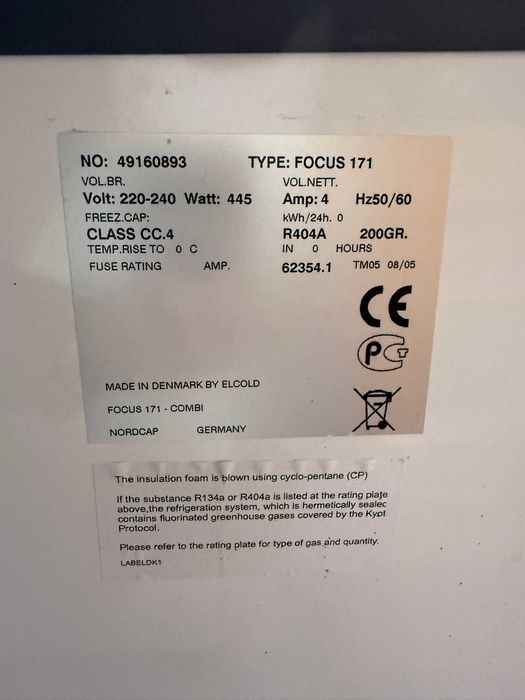 NO: 49160893 TYPE: FOCUS 171
VOL.BR. VOL.NETT.
Volt: 220-240 Watt: 445 Amp: 4 Hz50/60
FREEZ.CAP: kWh/24h. 0
CLASS CC.4 R404A 200GR.
TEMP.RISE TO 0 C IN 0 HOURS
FUSE RATING AMP. 62354.1 TM05 08/05
CE
PCT
MADE IN DENMARK BY ELCOLD
FOCUS 171 - COMBI
NORDCAP GERMANY
The insulation foam is blown using cyclo-pentane (CP)
If the substance R134a or R404a is listed at the rating plate
above,the refrigeration system, which is hermetically sealed
contains fluorinated greenhouse gases covered by the Kyot
Protocol.
Please refer to the rating plate for type of gas and quantity.
LABELDK1